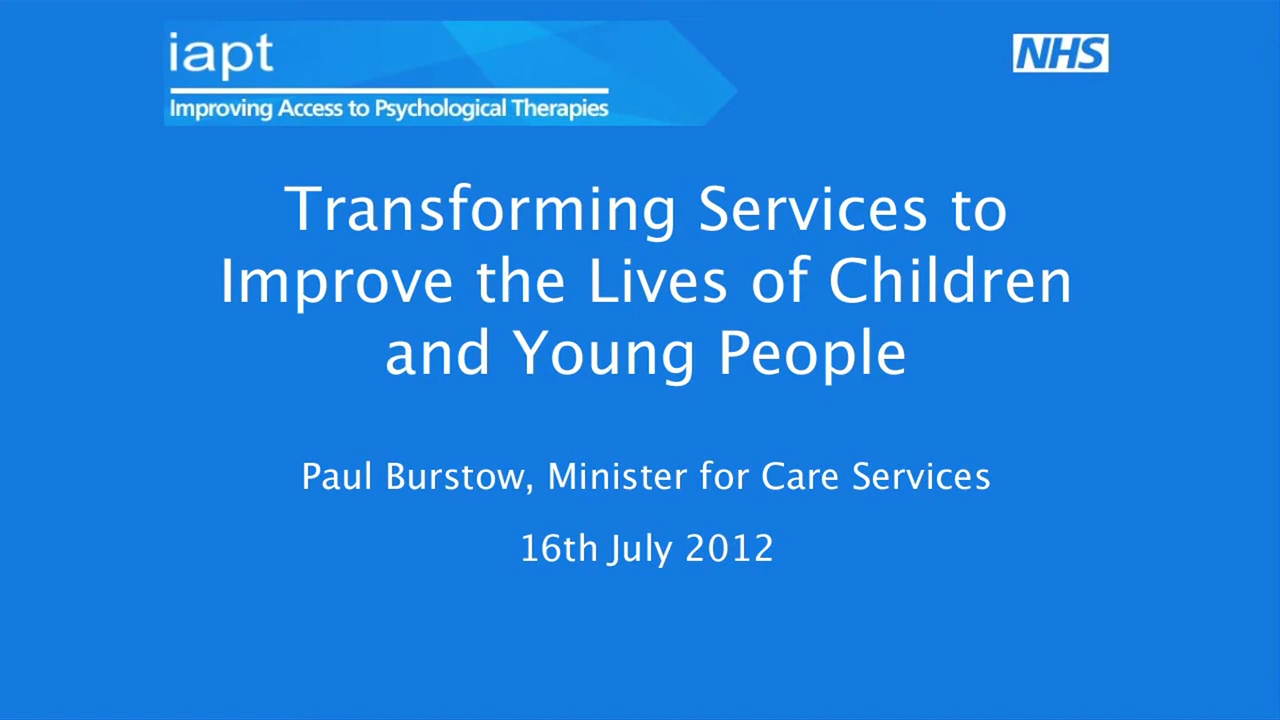 iapt
NHS
Improving Access to Psychological Therapies
Transforming Services to
Improve the Lives of Children
and Young People
Paul Burstow, Minister for Care Services
16th July 2012